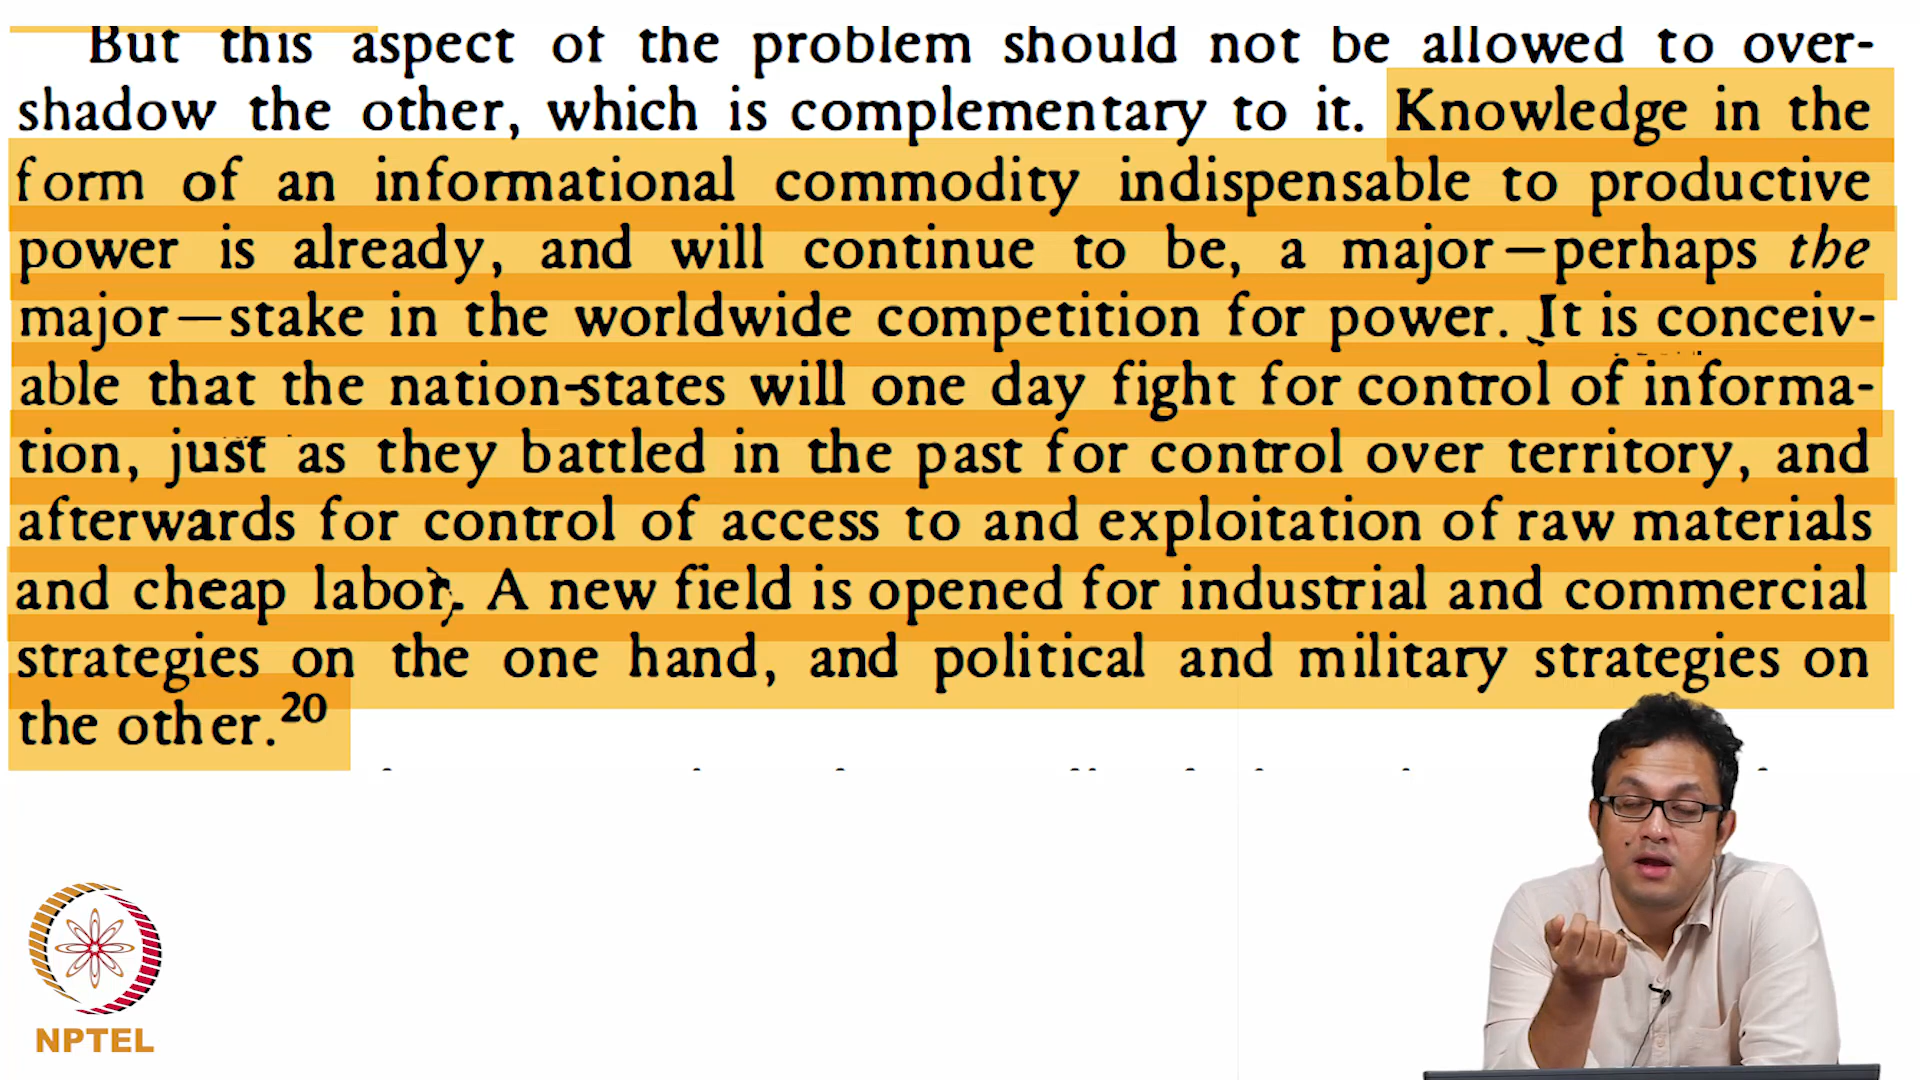 But this aspect of the problem should not be allowed to over-
shadow the other, which is complementary to it. Knowledge in the
form of an informational commodity indispensable to productive
power is already, and will continue to be, a major—perhaps the
major—stake in the worldwide competition for power. It is conceiv-
able that the nation-states will one day fight for control of informa-
tion, just as they battled in the past for control over territory, and
afterwards for control of access to and exploitation of raw materials
and cheap labor. A new field is opened for industrial and commercial
strategies on the one hand, and political and military strategies on
the other.20
NPTEL